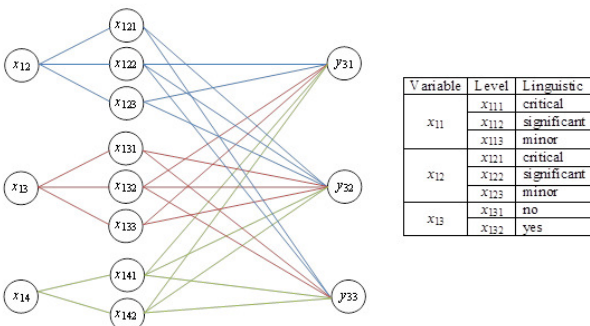 x121
x12
x122
y31
x123
x131
x13
x132
y32
x133
x141
x14
y33
x142
Variable Level Linguistic
x11
x111 critical
x112 significant
x113 minor
x12
x121 critical
x122 significant
x123 minor
x13
x131 no
x132 yes